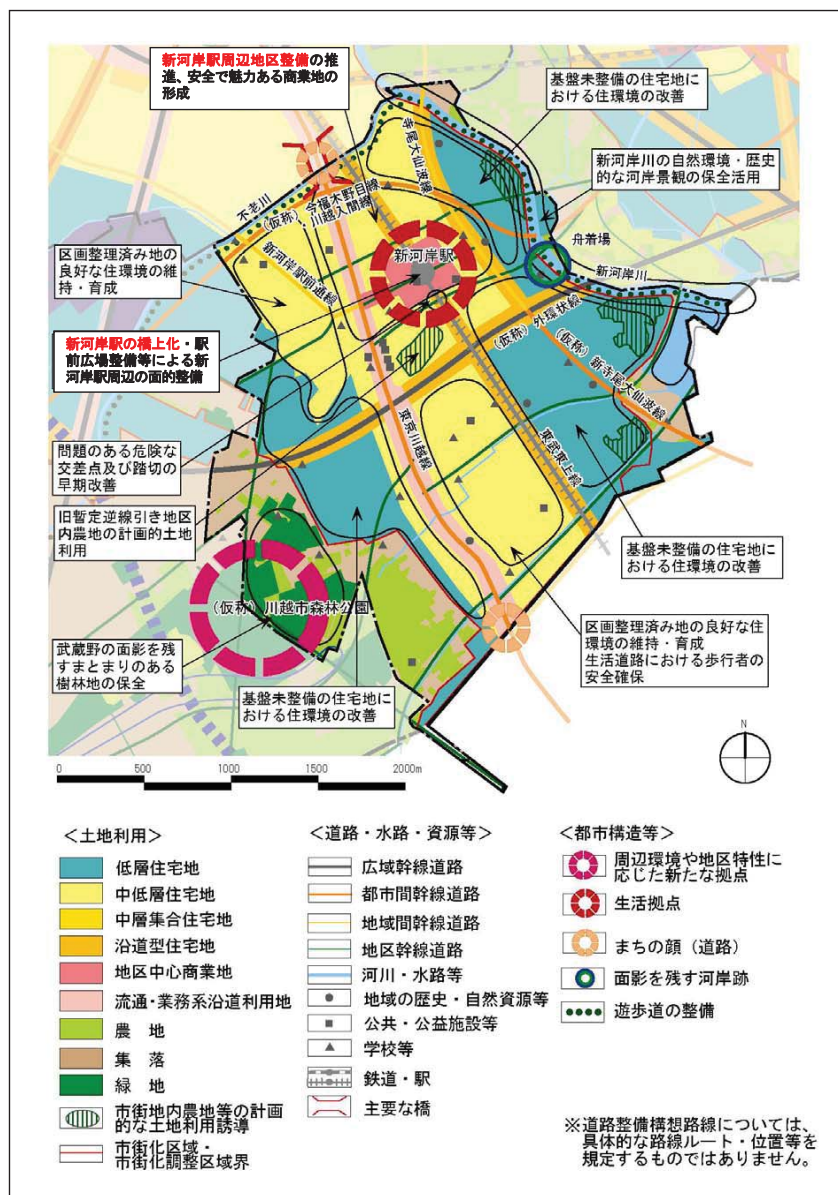 新河岸駅周辺地区整備の推
進、安全で魅力ある商業地の
形成
基盤未整備の住宅地に
おける住環境の改善
新河岸川の自然環境・歴史
的な河岸景観の保全活用
寺尾大仙波線
不老川
(仮称)今福木野目線
・川越入間線
舟着場
新河岸駅
新河岸川
区画整理済み地の
良好な住環境の維
持・育成
新河岸駅前通線
(仮称)外環状線
(仮称)新寺尾大仙波線
新河岸駅の橋上化・駅
前広場整備等による新
河岸駅周辺の面的整備
東京川越線
東武東上線
問題のある危険な
交差点及び踏切の
早期改善
旧暫定逆線引き地区
内農地の計画的土地
利用
基盤未整備の住宅地に
おける住環境の改善
(仮称)川越市森林公園
区画整理済み地の良好な住
環境の維持・育成
生活道路における歩行者の
安全確保
武蔵野の面影を残
すまとまりのある
樹林地の保全
基盤未整備の住宅地に
おける住環境の改善
N
0 500 1000 1500 2000m
<土地利用>
低層住宅地
中低層住宅地
中層集合住宅地
沿道型住宅地
地区中心商業地
流通・業務系沿道利用地
農 地
集 落
緑 地
市街地内農地等の計画
的な土地利用誘導
市街化区域・
市街化調整区域界
<道路・水路・資源等>
広域幹線道路
都市間幹線道路
地域間幹線道路
地区幹線道路
河川・水路等
地域の歴史・自然資源等
公共・公益施設等
学校等
鉄道・駅
主要な橋
<都市構造等>
周辺環境や地区特性に
応じた新たな拠点
生活拠点
まちの顔(道路)
面影を残す河岸跡
遊歩道の整備
※道路整備構想路線については、
具体的な路線ルート・位置等を
規定するものではありません。